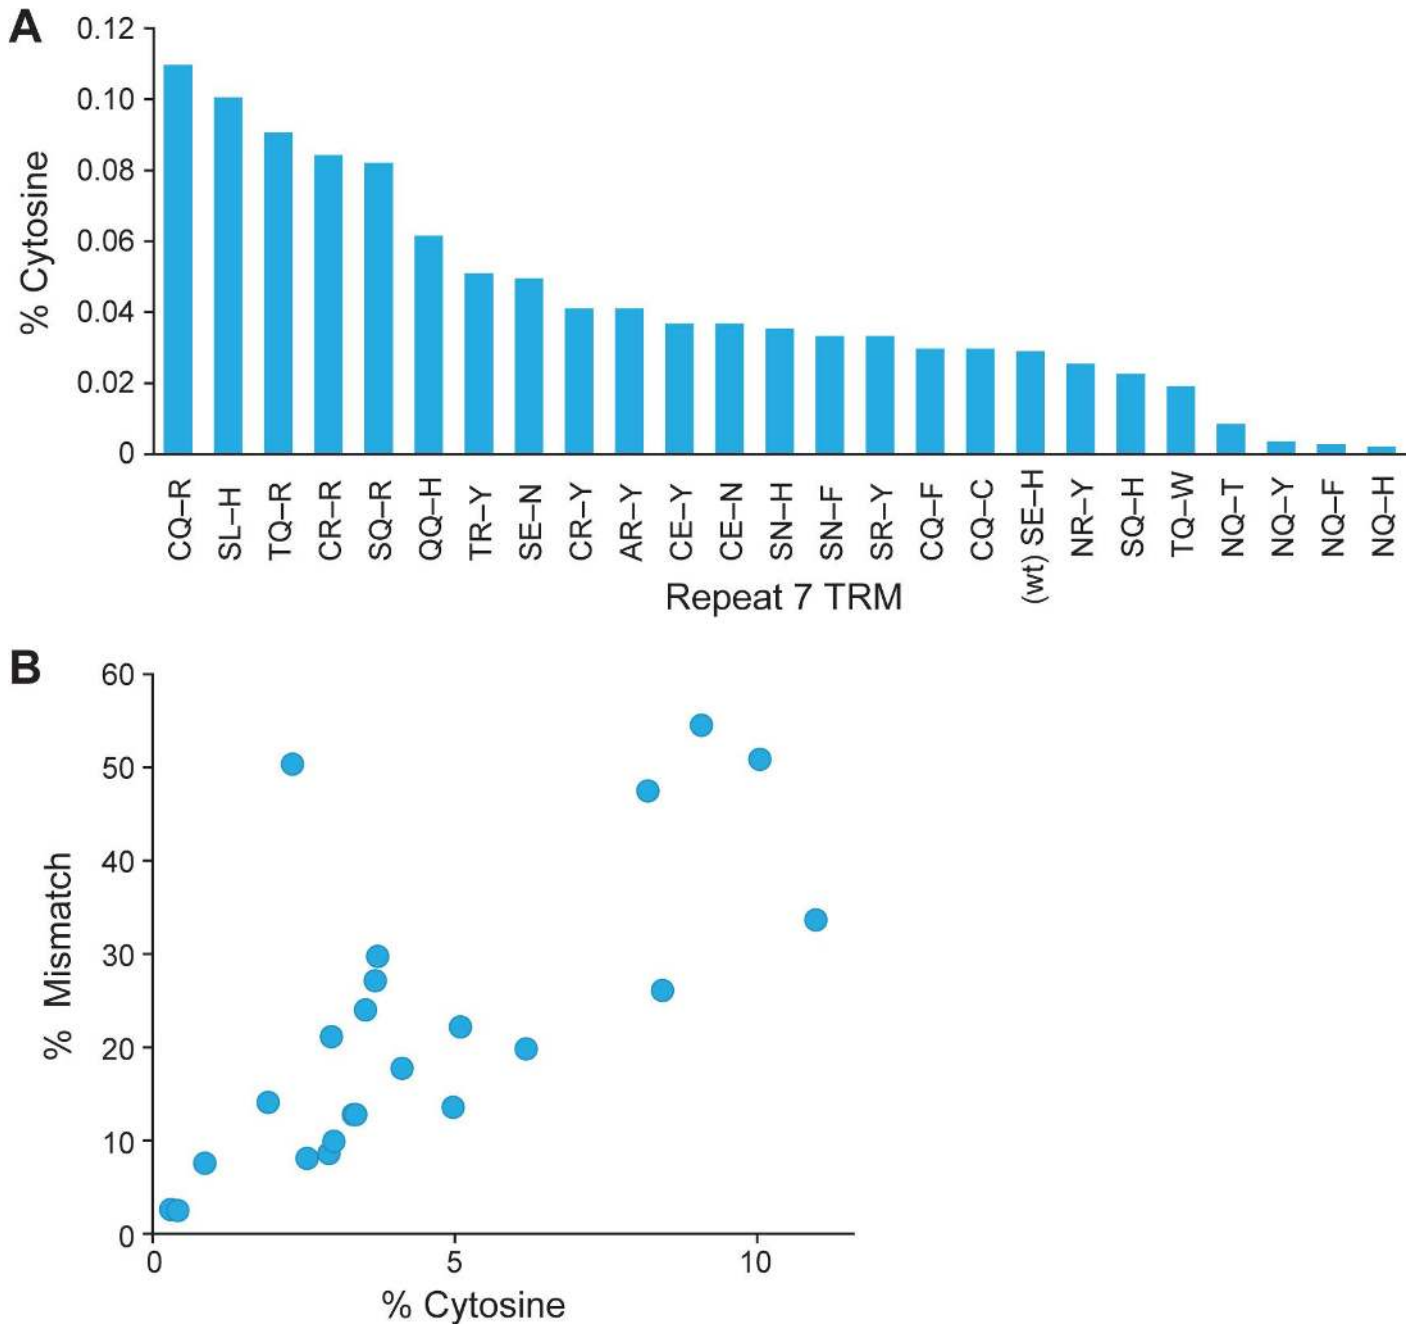 A
0.12
0.10
0.08
0.06
0.04
0.02
0
% Cytosine
CQ–R
SL–H
TQ–R
CR–R
SQ–R
QQ–H
TR–Y
SE–N
CR–Y
AR–Y
CE–Y
CE–N
SN–H
SN–F
SR–Y
CQ–F
CQ–C
(wt) SE–H
NR–Y
SQ–H
TQ–W
NQ–T
NQ–Y
NQ–F
NQ–H
Repeat 7 TRM
B
60
50
40
30
20
10
0
% Mismatch
0 5 10
% Cytosine